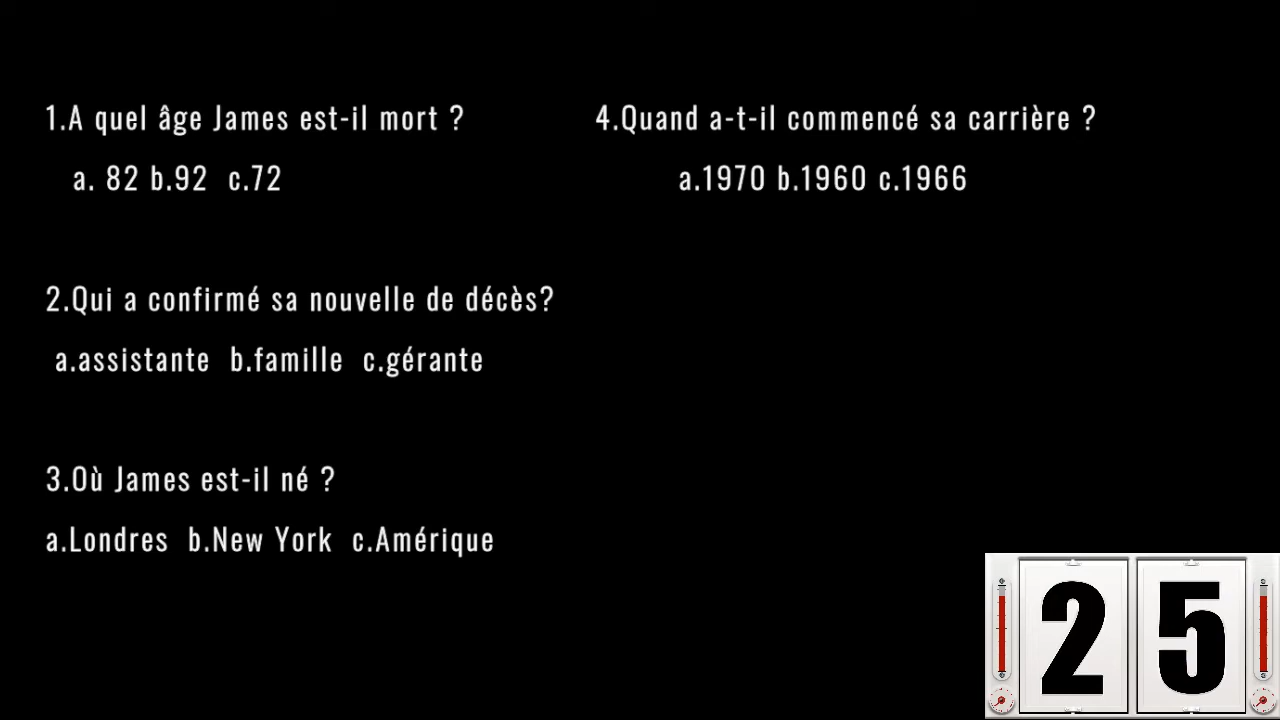 1.A quel âge James est-il mort ?
a. 82 b.92 c.72
2.Qui a confirmé sa nouvelle de décès?
a.assistante b.famille c.gérante
3.Où James est-il né ?
a.Londres b.New York c.Amérique
4.Quand a-t-il commencé sa carrière ?
a.1970 b.1960 c.1966
25